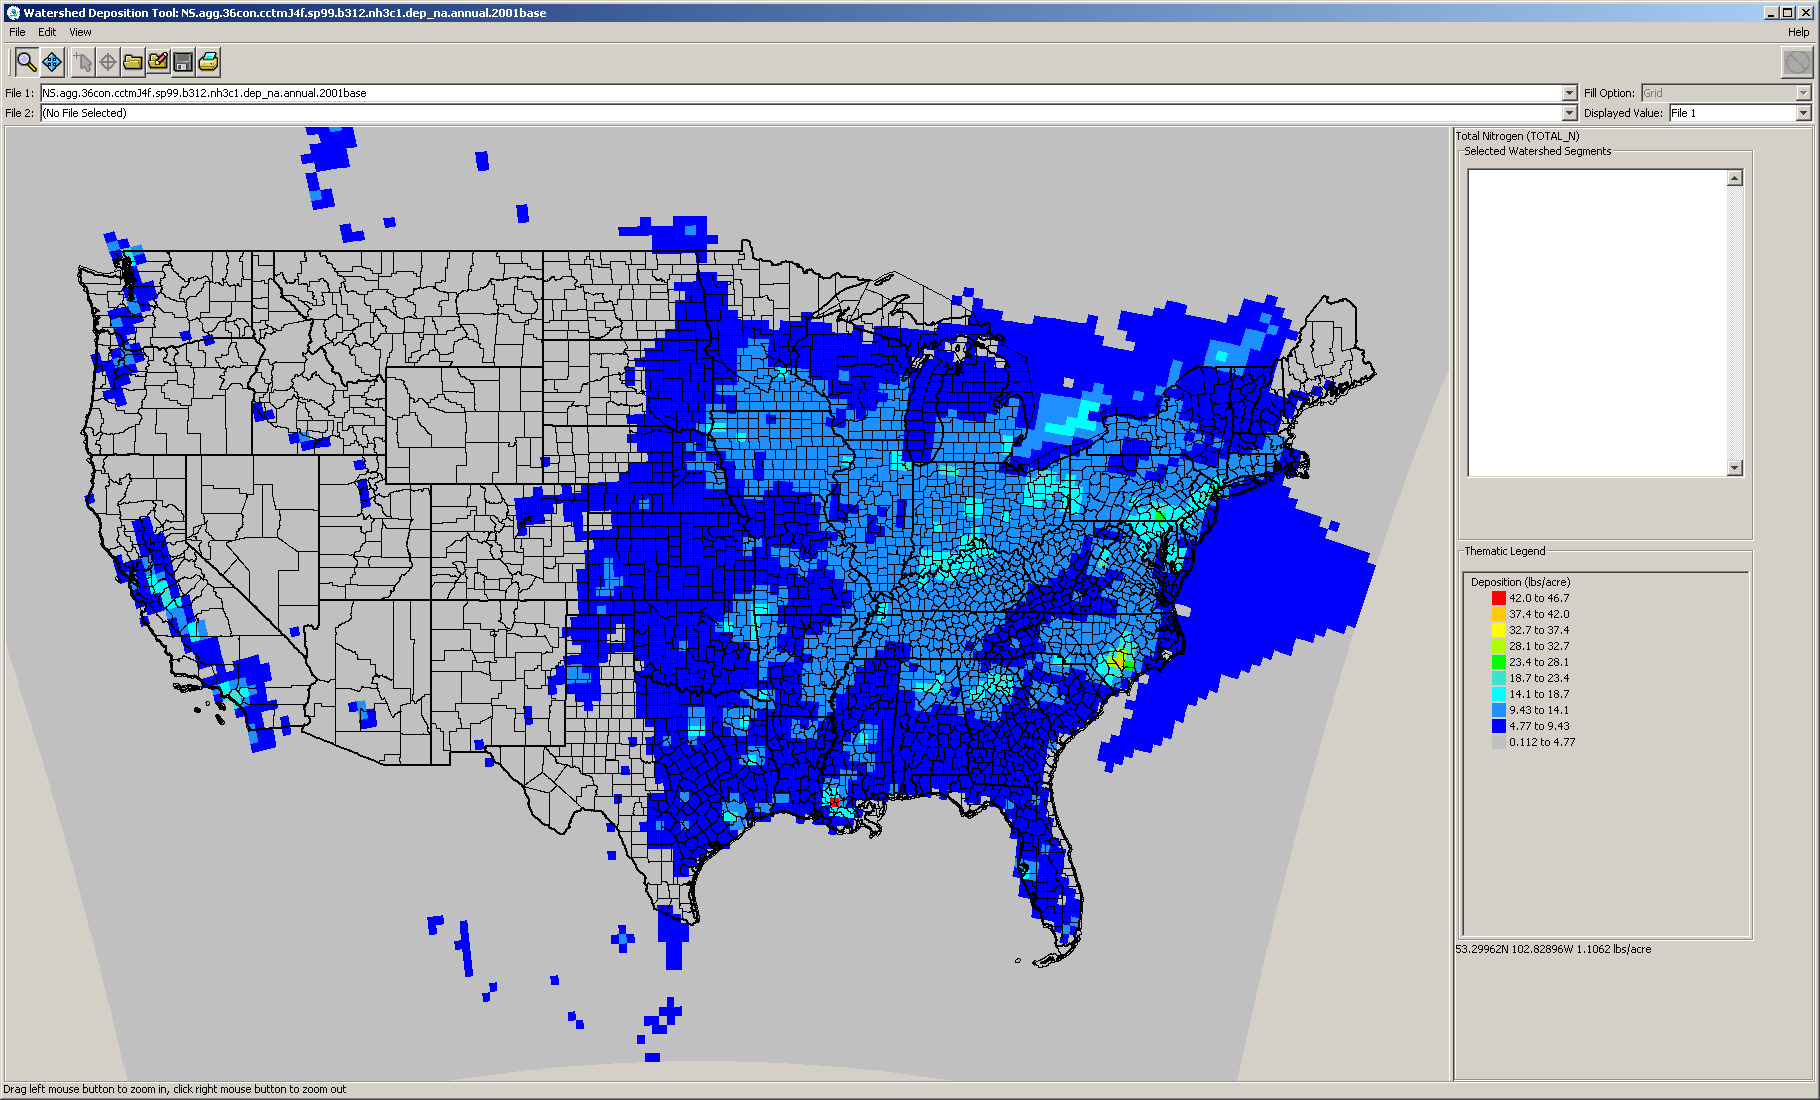 Watershed Deposition Tool: NS.agg.36con.cctmJ4f.sp99.b312.nh3c1.dep_na.annual.2001base
File Edit View Help
File 1: NS.agg.36con.cctmJ4f.sp99.b312.nh3c1.dep_na.annual.2001base Fill Option: Grid
File 2: (No File Selected) Displayed Value: File 1
Total Nitrogen (TOTAL_N)
Selected Watershed Segments
Thematic Legend
Deposition (lbs/acre)
42.0 to 46.7
37.4 to 42.0
32.7 to 37.4
28.1 to 32.7
23.4 to 28.1
18.7 to 23.4
14.1 to 18.7
9.43 to 14.1
4.77 to 9.43
0.112 to 4.77
53.29962N 102.82896W 1.1062 lbs/acre
Drag left mouse button to zoom in, click right mouse button to zoom out